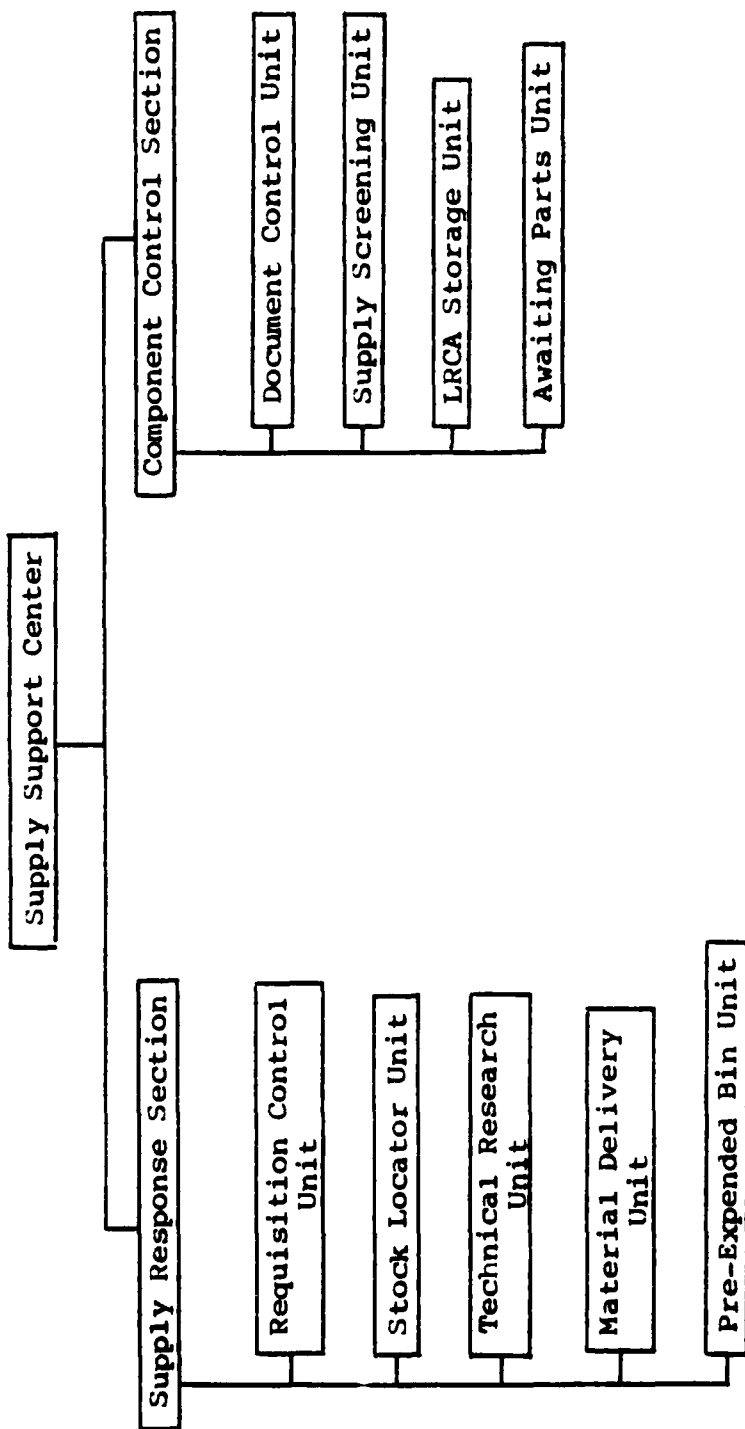 Supply Support Center
Supply Response Section
Requisition Control
Unit
Stock Locator Unit
Technical Research
Unit
Material Delivery
Unit
Pre-Expended Bin Unit
Component Control Section
Document Control Unit
Supply Screening Unit
LRCA Storage Unit
Awaiting Parts Unit